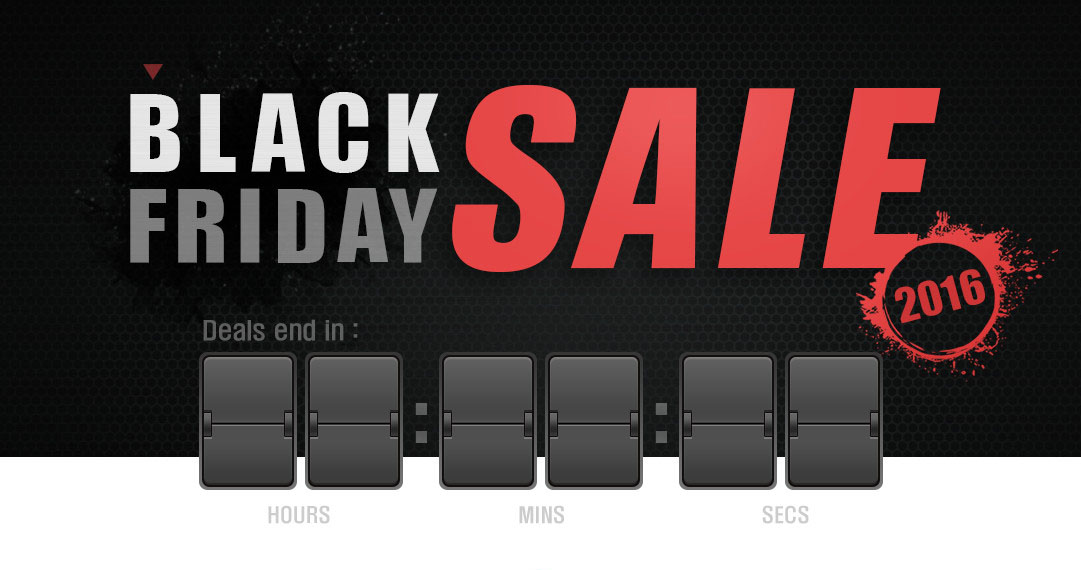 BLACK
FRIDAY
SALE
2016
Deals end in :
: :
HOURS MINS SECS